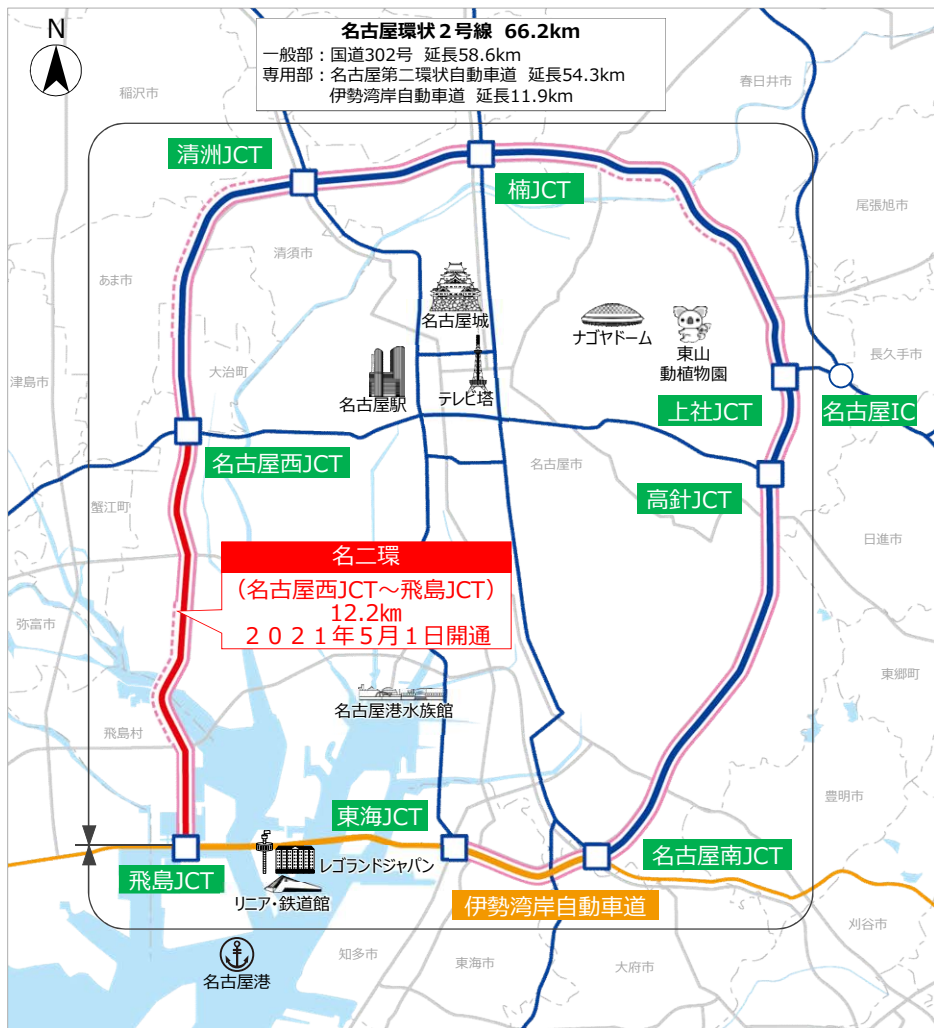 N
名古屋環状2号線 66.2km
一般部：国道302号 延長58.6km
専用部：名古屋第二環状自動車道 延長54.3km
伊勢湾岸自動車道 延長11.9km
稲沢市
春日井市
清洲JCT
楠JCT
尾張旭市
清須市
あま市
名古屋城
ナゴヤドーム
東山
動植物園
長久手市
津島市
大治町
名古屋駅
テレビ塔
上社JCT
名古屋IC
名古屋西JCT
名古屋市
高針JCT
蟹江町
日進市
名二環
（名古屋西JCT～飛島JCT）
12.2km
２０２１年５月１日開通
弥富市
東郷町
名古屋港水族館
飛島村
豊明市
東海JCT
名古屋南JCT
飛島JCT
レゴランドジャパン
リニア・鉄道館
伊勢湾岸自動車道
刈谷市
知多市
東海市
大府市
名古屋港